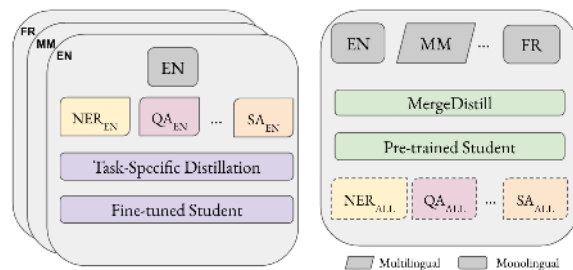 FR
MM
EN
EN
NER_EN QA_EN ... SA_EN
Task-Specific Distillation
Fine-tuned Student
EN MM ... FR
MergeDistill
Pre-trained Student
NER_ALL QA_ALL ... SA_ALL
Multilingual Monolingual